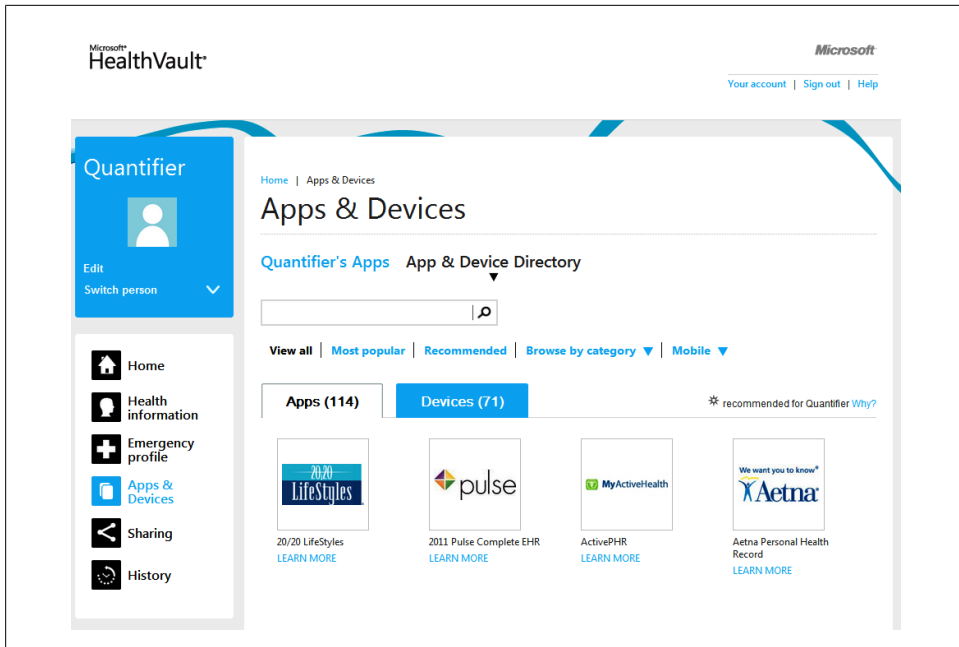 Microsoft®
HealthVault®
Microsoft
Your account | Sign out | Help
Quantifier
Edit
Switch person
Home
Health
information
Emergency
profile
Apps &
Devices
Sharing
History
Home | Apps & Devices
Apps & Devices
Quantifier's Apps App & Device Directory
View all | Most popular | Recommended | Browse by category ▼ | Mobile ▼
Apps (114) Devices (71)
recommended for Quantifier Why?
20/20
LifeStyles
20/20 LifeStyles
LEARN MORE
pulse
2011 Pulse Complete EHR
LEARN MORE
MyActiveHealth
ActivePHR
LEARN MORE
We want you to know®
Aetna
Aetna Personal Health
Record
LEARN MORE